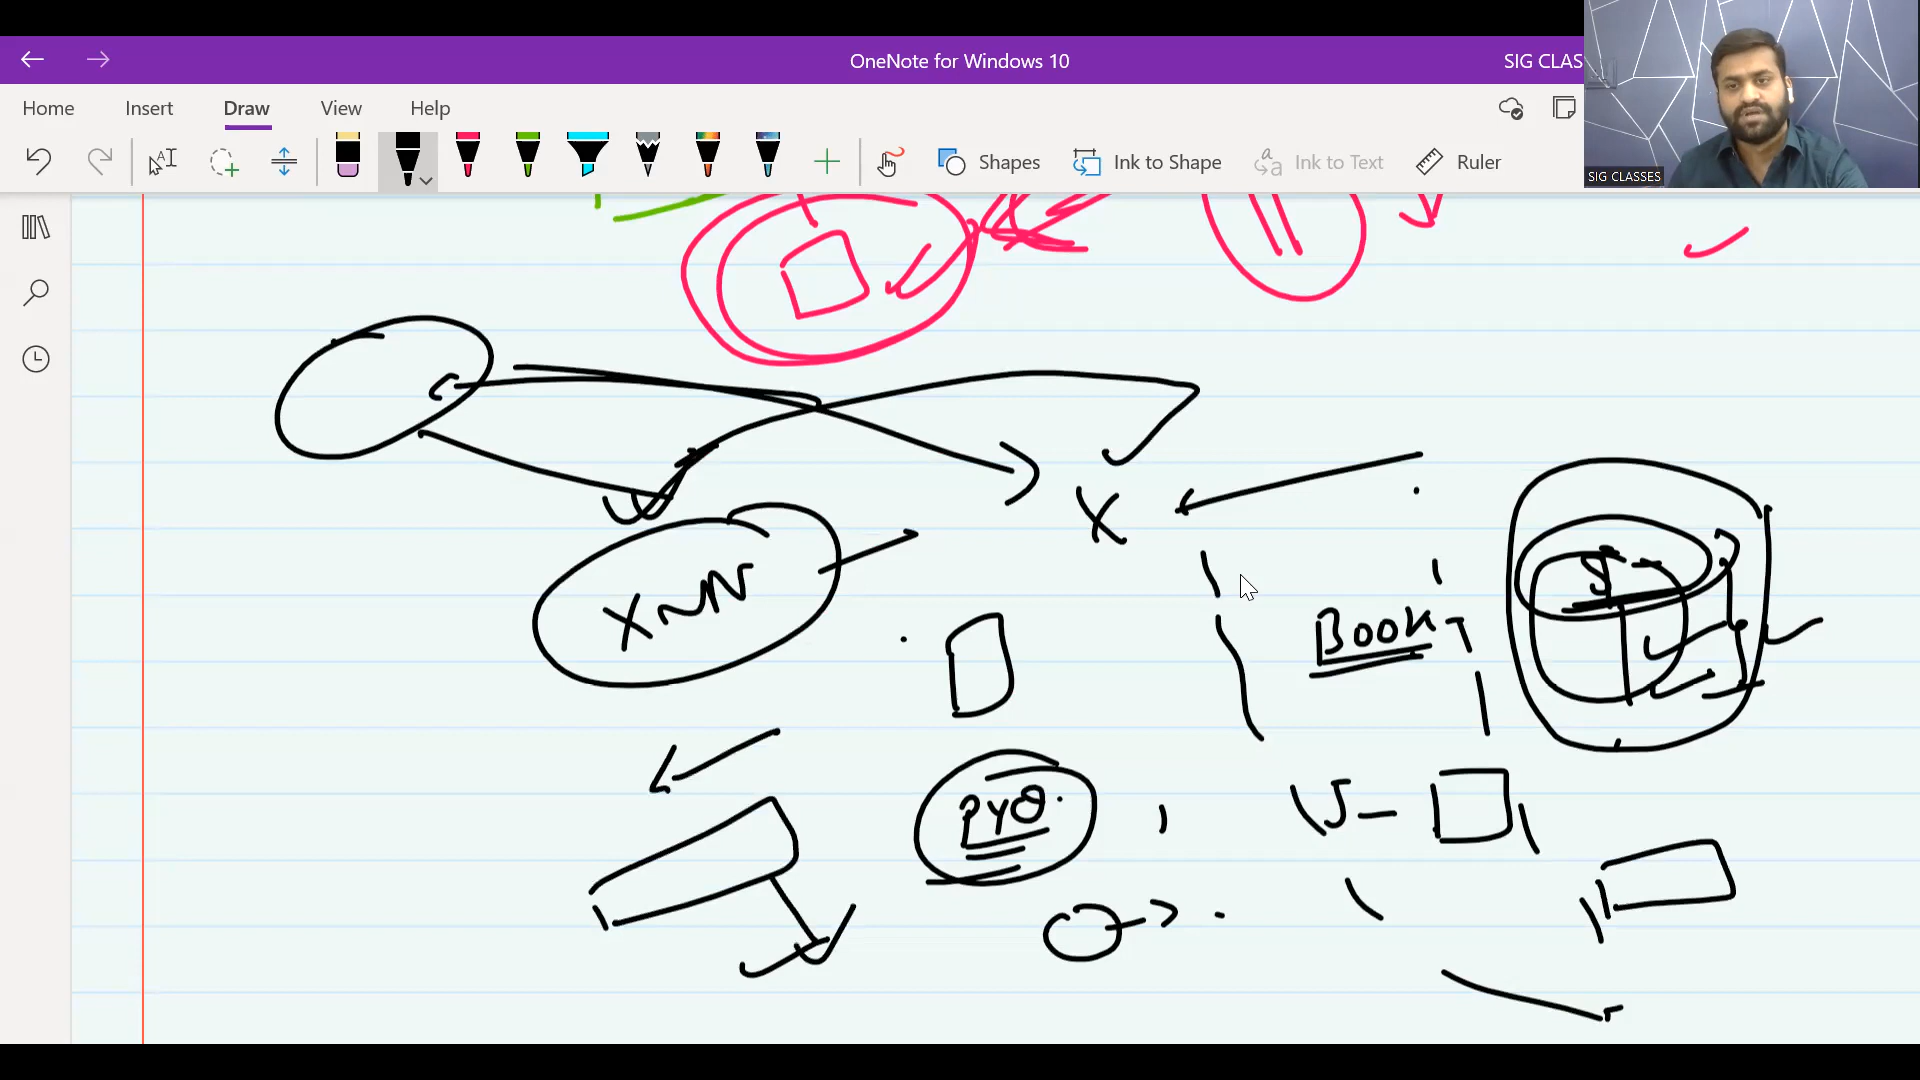 OneNote for Windows 10
SIG CLAS
Home Insert Draw View Help
Shapes Ink to Shape Ink to Text Ruler
SIG CLASSES
X
Book
PYQ